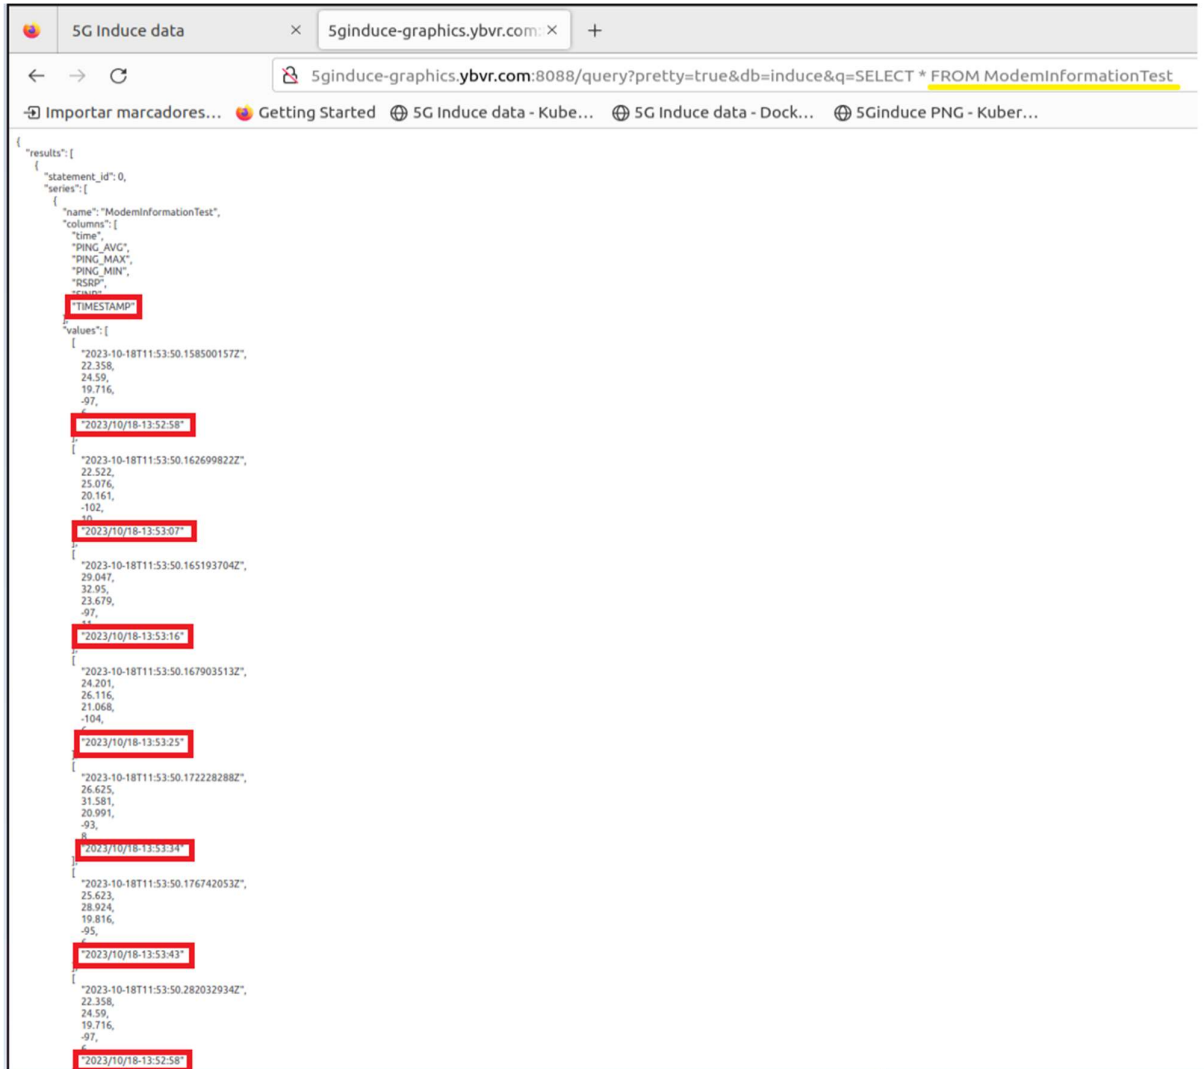 5G Induce data
5ginduce-graphics.ybvr.com:
5ginduce-graphics.ybvr.com:8088/query?pretty=true&db=induce&q=SELECT * FROM ModemInformationTest
Importar marcadores...
Getting Started
5G Induce data - Kube...
5G Induce data - Dock...
5Ginduce PNG - Kuber...
{
"results": [
{
"statement_id": 0,
"series": [
{
"name": "ModemInformationTest",
"columns": [
"time",
"PING_AVG",
"PING_MAX",
"PING_MIN",
"RSRP",
"SINR",
"TIMESTAMP"
],
"values": [
[
"2023-10-18T11:53:50.158500157Z",
22.358,
24.59,
19.716,
-97,
6,
"2023/10/18-13:52:58"
],
[
"2023-10-18T11:53:50.162699822Z",
22.522,
25.076,
20.161,
-102,
10,
"2023/10/18-13:53:07"
],
[
"2023-10-18T11:53:50.165193704Z",
29.047,
32.95,
23.679,
-97,
11,
"2023/10/18-13:53:16"
],
[
"2023-10-18T11:53:50.167903513Z",
24.201,
26.116,
21.068,
-104,
"2023/10/18-13:53:25"
],
[
"2023-10-18T11:53:50.172228288Z",
26.625,
31.581,
20.991,
-93,
8,
"2023/10/18-13:53:34"
],
[
"2023-10-18T11:53:50.176742053Z",
25.623,
28.924,
19.816,
-95,
"2023/10/18-13:53:43"
],
[
"2023-10-18T11:53:50.282032934Z",
22.358,
24.59,
19.716,
-97,
6,
"2023/10/18-13:52:58"